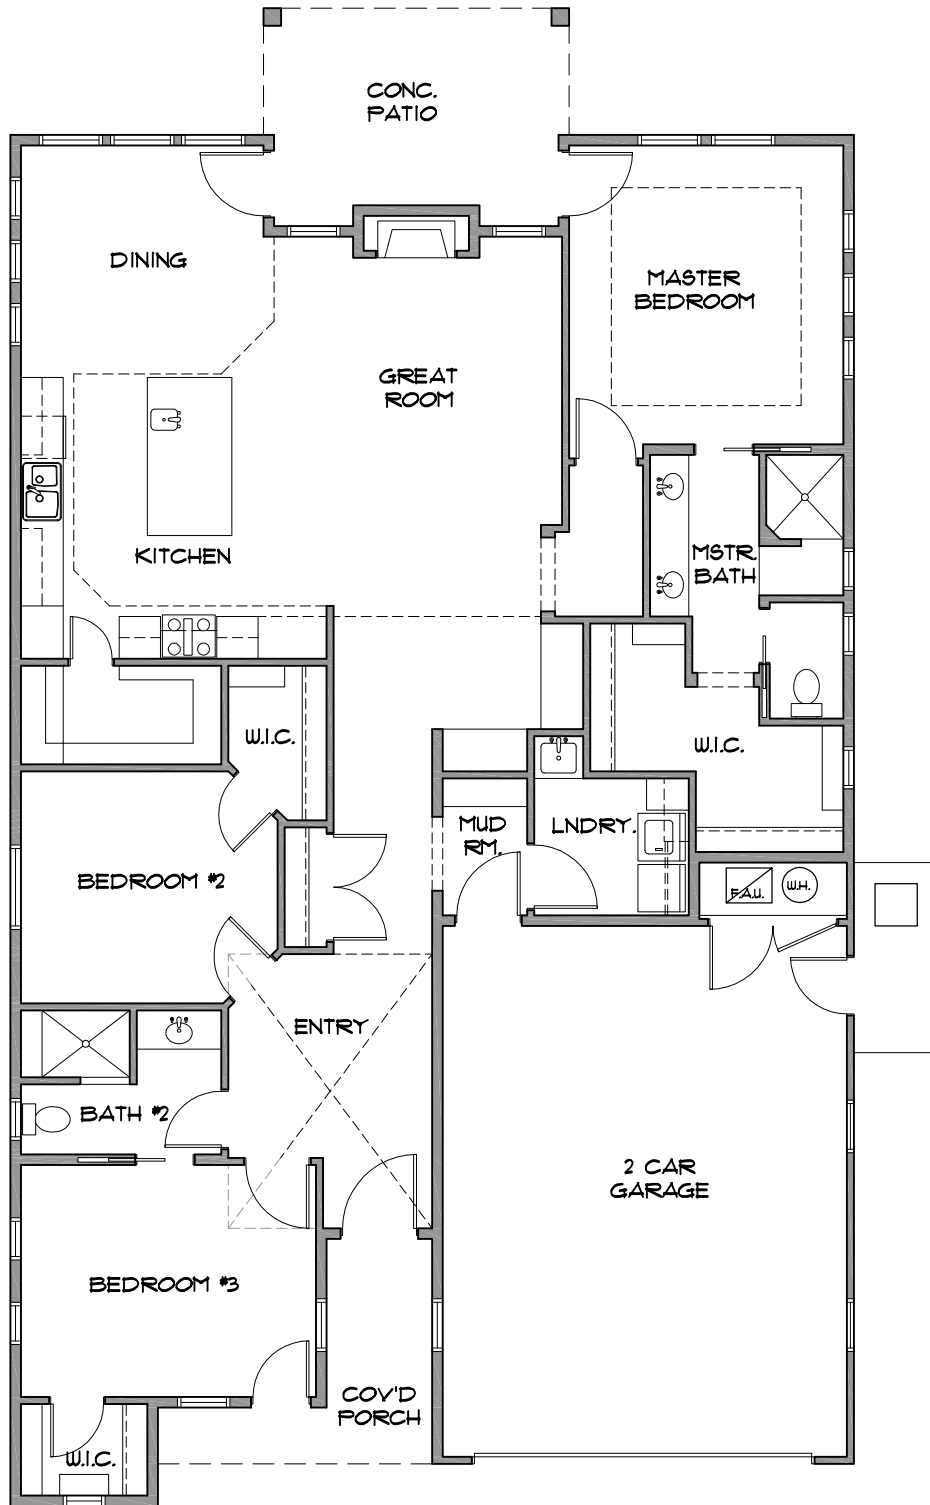 CONC.
PATIO
DINING
MASTER
BEDROOM
GREAT
ROOM
KITCHEN
MSTR.
BATH
W.I.C.
W.I.C.
MUD
RM.
LNDRY.
BEDROOM #2
F.A.U.
W.H.
ENTRY
BATH #2
2 CAR
GARAGE
BEDROOM #3
COV'D
PORCH
W.I.C.